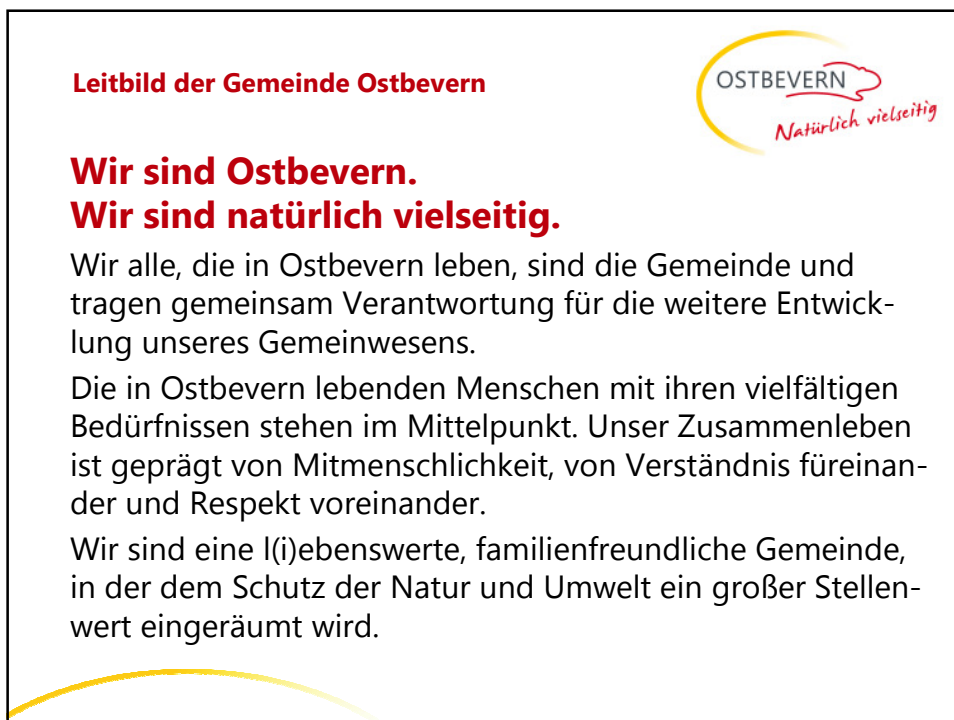 Leitbild der Gemeinde Ostbevern
OSTBEVERN
Natürlich vielseitig
Wir sind Ostbevern.
Wir sind natürlich vielseitig.
Wir alle, die in Ostbevern leben, sind die Gemeinde und
tragen gemeinsam Verantwortung für die weitere Entwick-
lung unseres Gemeinwesens.
Die in Ostbevern lebenden Menschen mit ihren vielfältigen
Bedürfnissen stehen im Mittelpunkt. Unser Zusammenleben
ist geprägt von Mitmenschlichkeit, von Verständnis füreinan-
der und Respekt voreinander.
Wir sind eine l(i)ebenswerte, familienfreundliche Gemeinde,
in der dem Schutz der Natur und Umwelt ein großer Stellen-
wert eingeräumt wird.